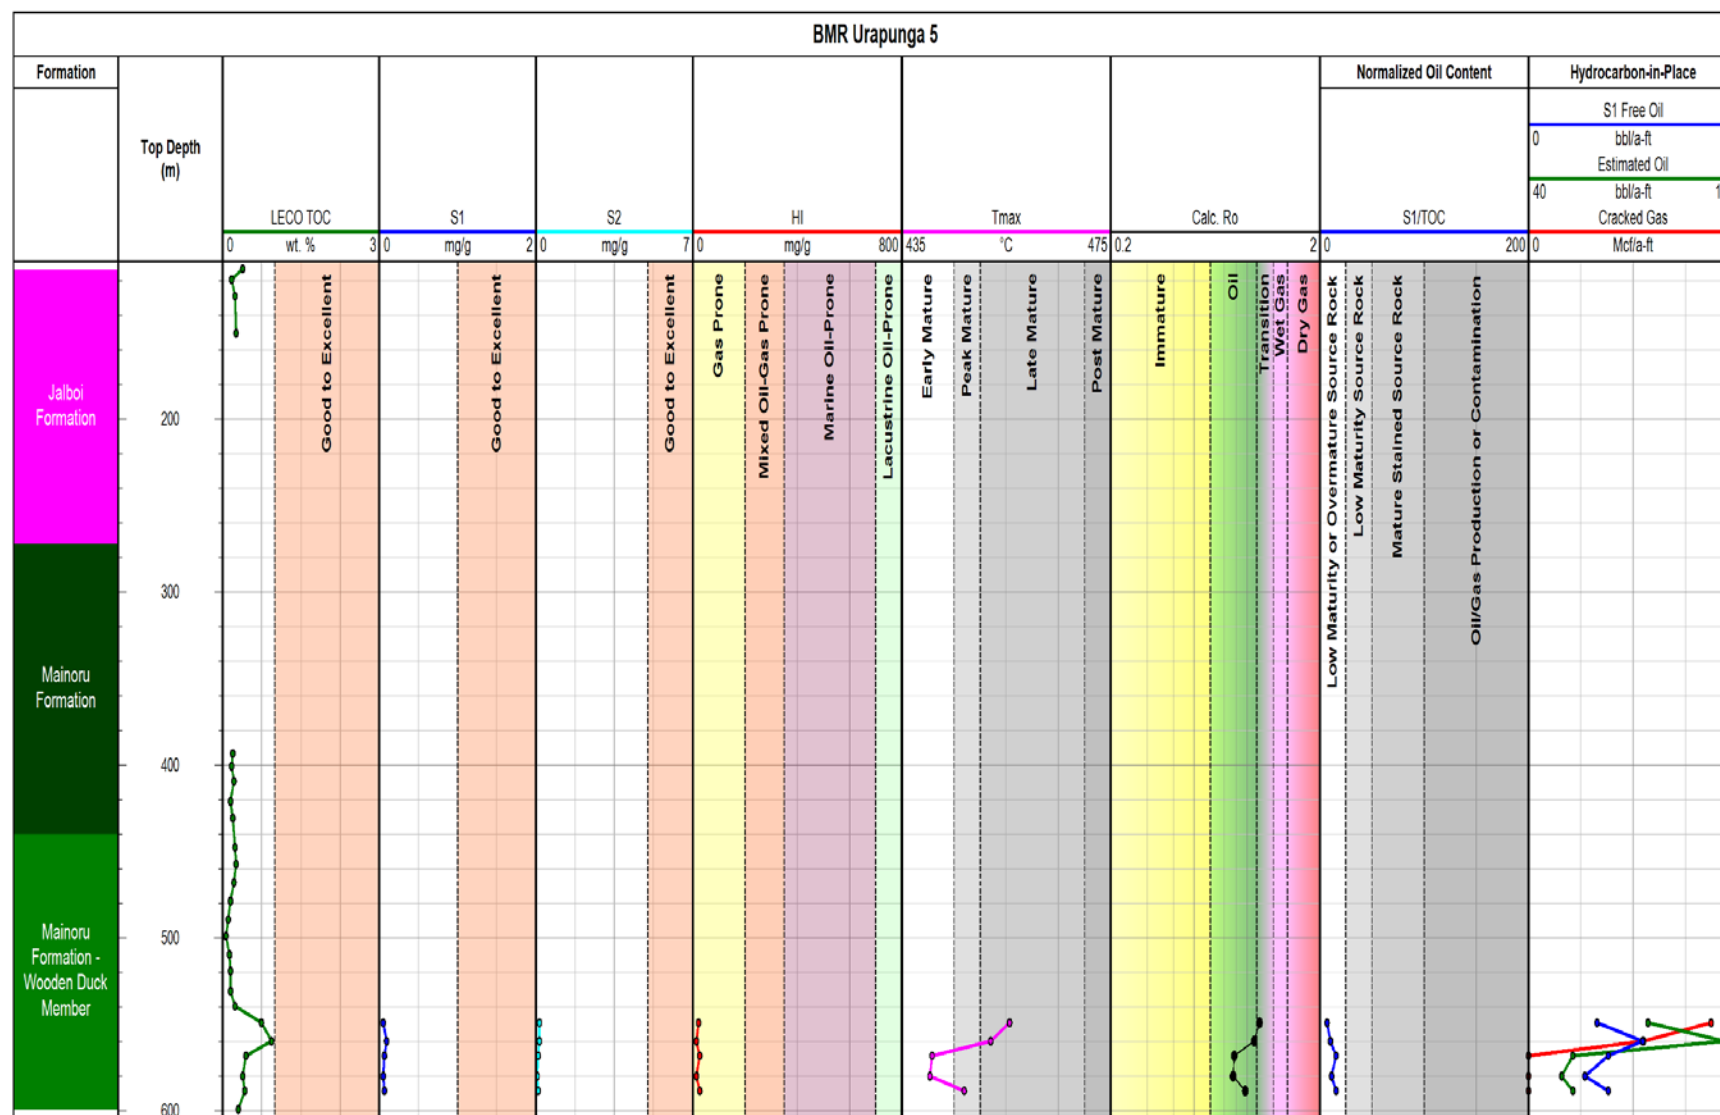 BMR Urapunga 5
Formation
Normalized Oil Content
Hydrocarbon-in-Place
Top Depth
(m)
S1 Free Oil
0 bbl/a-ft
Estimated Oil
40 bbl/a-ft 1
LECO TOC S1 S2 HI Tmax Calc. Ro S1/TOC Cracked Gas
0 wt. % 3 0 mg/g 2 0 mg/g 7 0 mg/g 800 435 °C 475 0.2 2 0 200 0 Mcf/a-ft
Good to Excellent
Good to Excellent
Good to Excellent
Gas Prone
Mixed Oil-Gas Prone
Marine Oil-Prone
Lacustrine Oil-Prone
Early Mature
Peak Mature
Late Mature
Post Mature
Immature
Oil
Transition
Wet Gas
Dry Gas
Low Maturity or Overmature Source Rock
Low Maturity Source Rock
Mature Stained Source Rock
Oil/Gas Production or Contamination
Jalboi
Formation
200
300
Mainoru
Formation
400
500
Mainoru
Formation -
Wooden Duck
Member
600